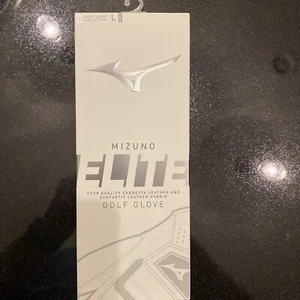 L
MIZUNO
ELITE
TOUR QUALITY CABRETTA LEATHER AND
SYNTHETIC LEATHER HYBRID
GOLF GLOVE